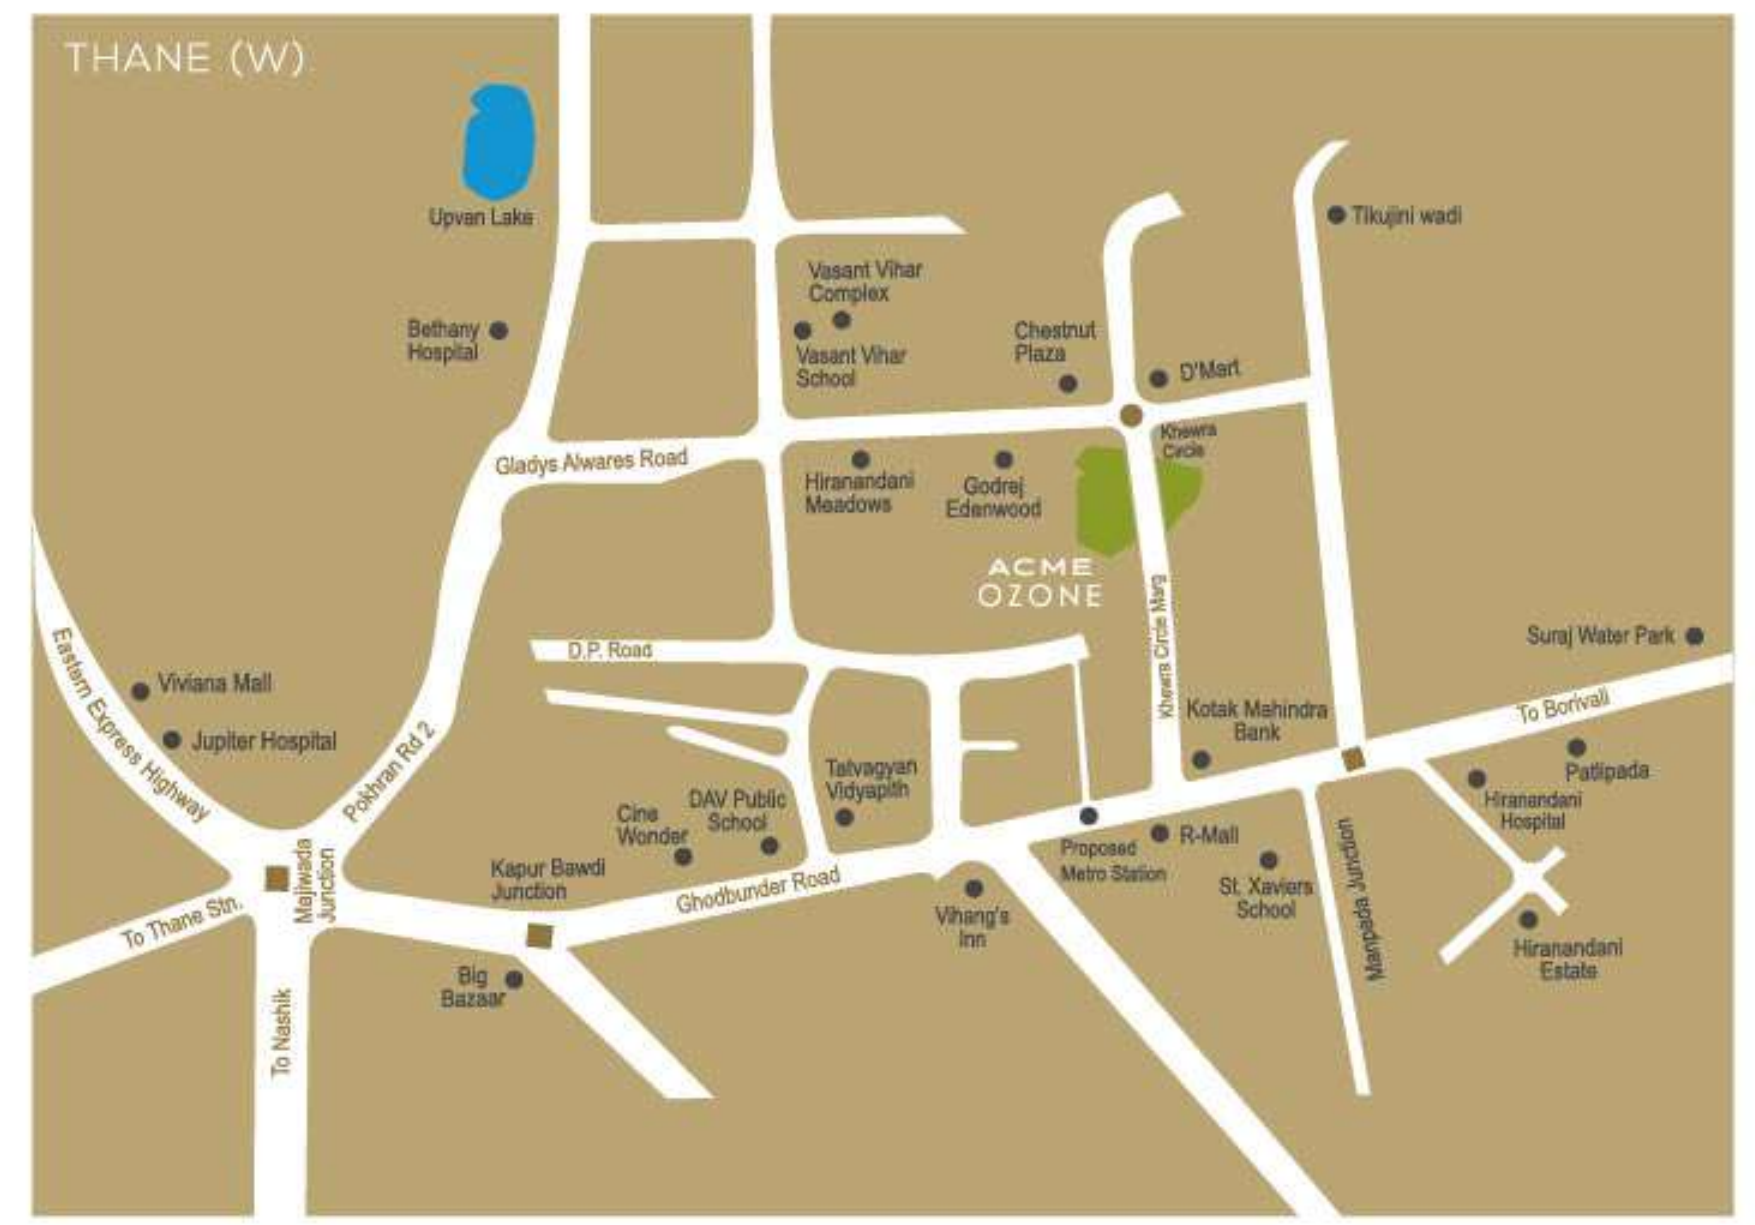 THANE (W)
Upvan Lake
Tikujini wadi
Vasant Vihar
Complex
Bethany
Hospital
Vasant Vihar
School
Chestnut
Plaza
D'Mart
Khewra
Circle
Gladys Alwares Road
Hiranandani
Meadows
Godrej
Edenwood
ACME
OZONE
Khewra Circle Marg
D.P. Road
Suraj Water Park
Eastern Express Highway
Viviana Mall
Jupiter Hospital
Pokhran Rd 2
Kotak Mahindra
Bank
To Borivali
Patlipada
Tatvagyan
Vidyapith
DAV Public
School
Cine
Wonder
Hiranandani
Hospital
Proposed
Metro Station
R-Mall
Manpada Junction
Majiwada
Junction
Kapur Bawdi
Junction
Ghodbunder Road
St. Xaviers
School
Vihang's
Inn
To Thane Stn.
Hiranandani
Estate
Big
Bazaar
To Nashik